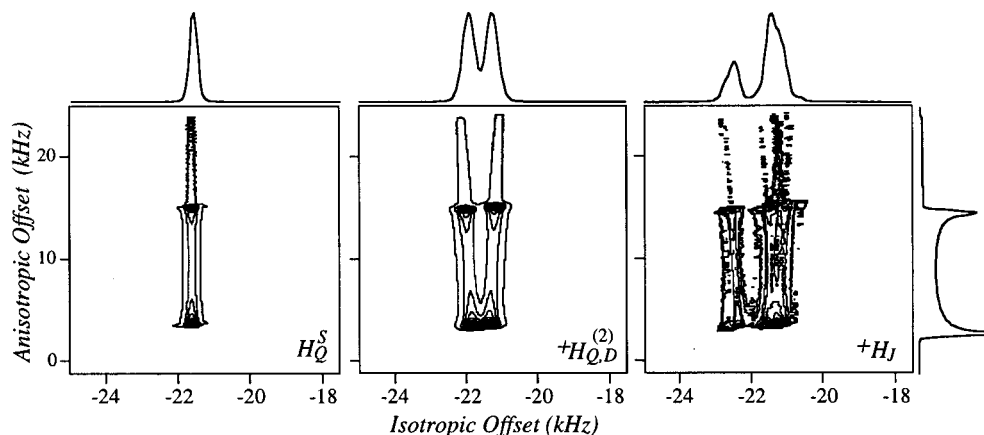 20
10
0
Anisotropic Offset (kHz)
H_Q^S
+H_{Q,D}^{(2)}
+H_J
-24 -22 -20 -18
-24 -22 -20 -18
-24 -22 -20 -18
Isotropic Offset (kHz)